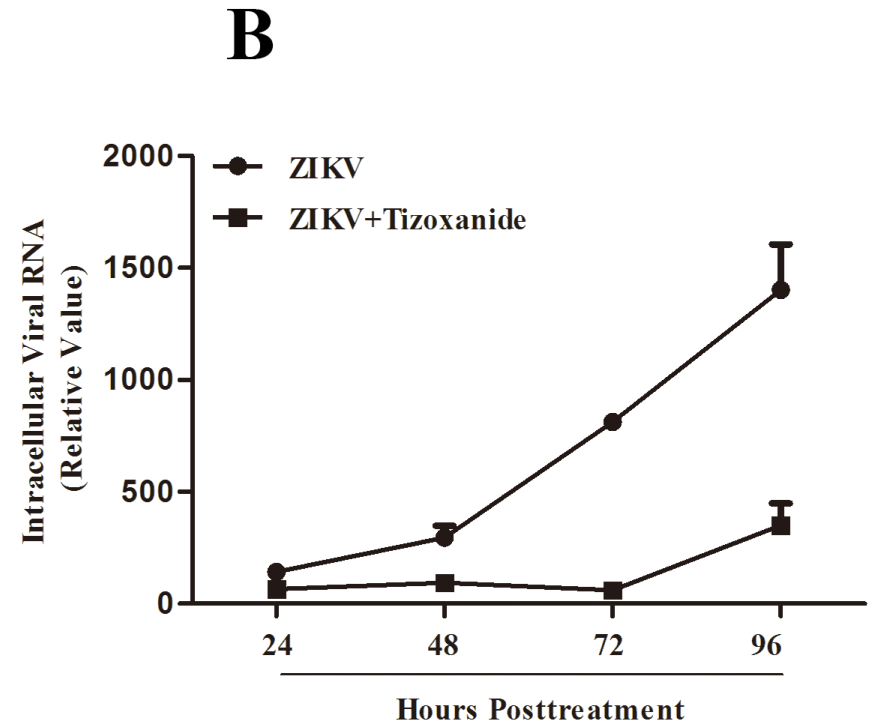 B
ZIKV
ZIKV+Tizoxanide
Intracellular Viral RNA
(Relative Value)
2000
1500
1000
500
0
24 48 72 96
Hours Posttreatment